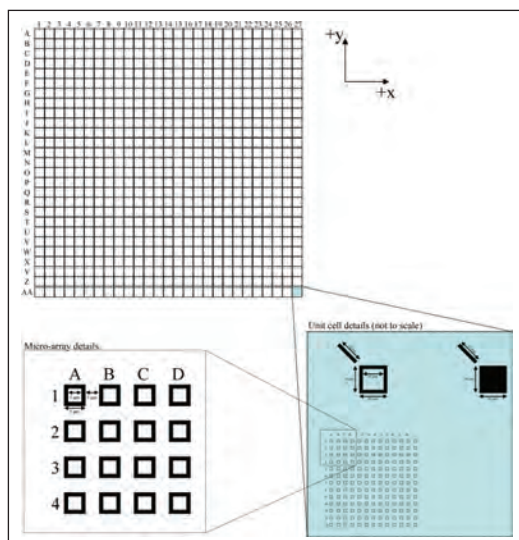 1 2 3 4 5 6 7 8 9 10 11 12 13 14 15 16 17 18 19 20 21 22 23 24 25 26 27
A
B
C
D
E
F
G
H
I
J
K
L
M
N
O
P
Q
R
S
T
U
V
W
X
Y
Z
AA
+y
+x
Unit cell details (not to scale)
Micro-array details.
A B C D
1
2
3
4